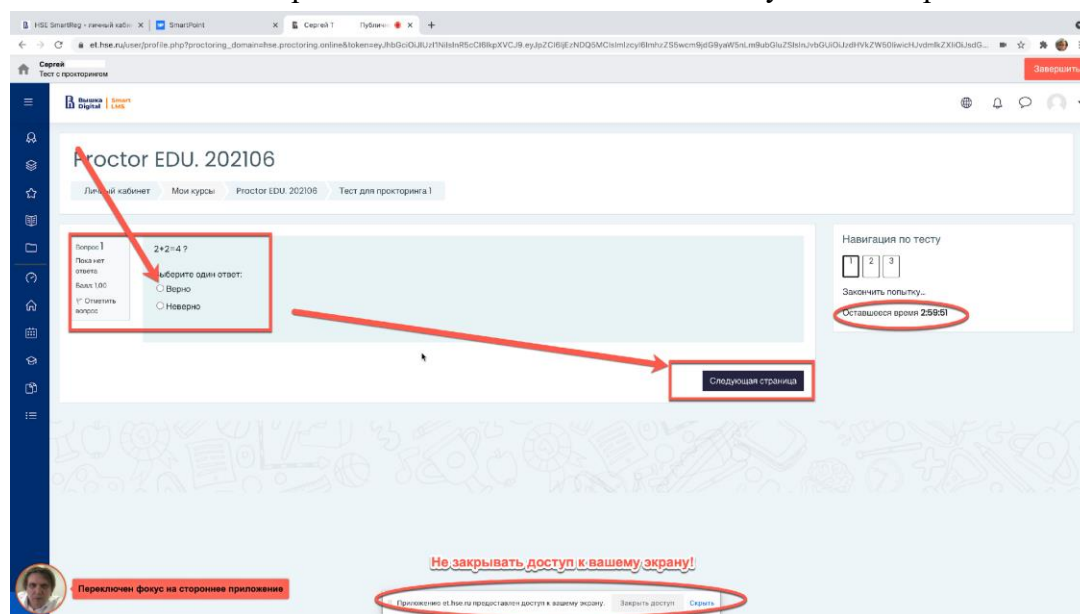 HSE SmartReg - личный каби
SmartPoint
Сергей Т
Публичн
et.hse.ru/user/profile.php?proctoring_domain=hse.proctoring.online&token=
Сергей
Тест с прокторингом
Завершить
Вышка Digital
Smart LMS
Proctor EDU. 202106
Личный кабинет
Мои курсы
Proctor EDU. 202106
Тест для прокторинга 1
Вопрос 1
Пока нет
ответа
Балл: 1,00
Отметить
вопрос
2+2=4 ?
Выберите один ответ:
Верно
Неверно
Следующая страница
Навигация по тесту
1 2 3
Закончить попытку...
Оставшееся время 2:59:51
Не закрывать доступ к вашему экрану!
Переключен фокус на стороннее приложение
Приложению et.hse.ru предоставлен доступ к вашему экрану.
Закрыть доступ
Скрыть